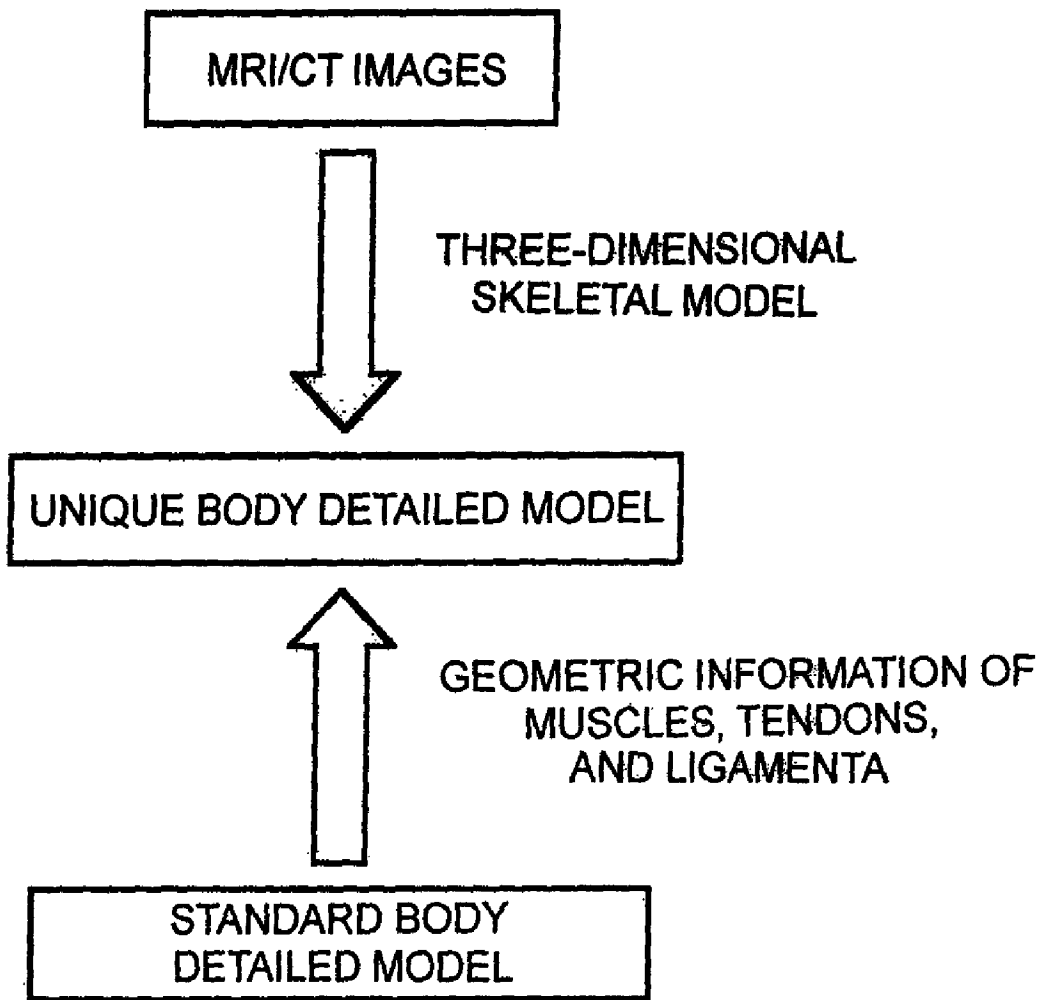 MRI/CT IMAGES
THREE-DIMENSIONAL
SKELETAL MODEL
UNIQUE BODY DETAILED MODEL
GEOMETRIC INFORMATION OF
MUSCLES, TENDONS,
AND LIGAMENTA
STANDARD BODY
DETAILED MODEL